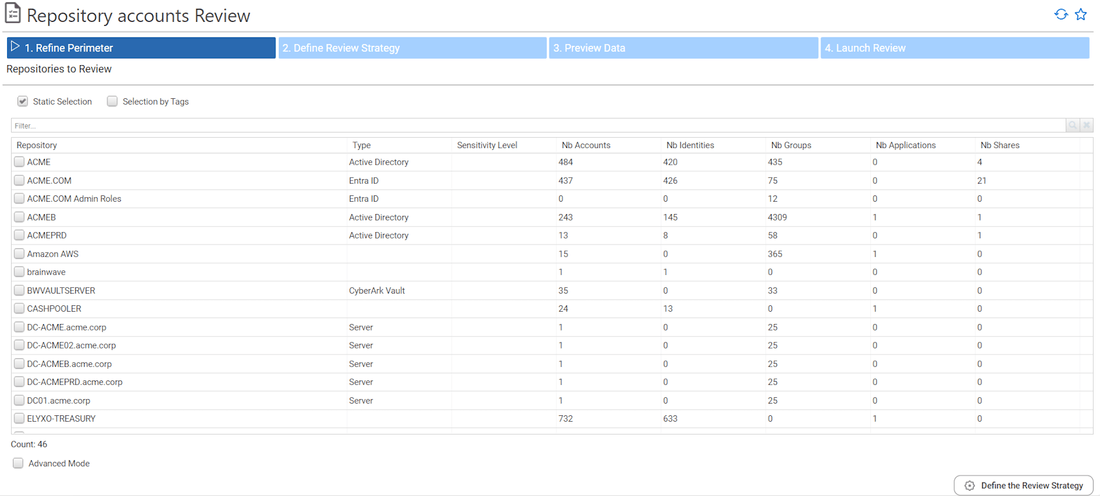 Repository accounts Review
1. Refine Perimeter 2. Define Review Strategy 3. Preview Data 4. Launch Review
Repositories to Review
Static Selection Selection by Tags
Filter...
Repository Type Sensitivity Level Nb Accounts Nb Identities Nb Groups Nb Applications Nb Shares
ACME Active Directory 484 420 435 0 4
ACME.COM Entra ID 437 426 75 0 21
ACME.COM Admin Roles Entra ID 0 0 12 0 0
ACMEB Active Directory 243 145 4309 1 1
ACMEPRD Active Directory 13 8 58 0 1
Amazon AWS 15 0 365 1 0
brainwave 1 1 0 0 0
BWVAULTSERVER CyberArk Vault 35 0 33 0 0
CASHPOOLER 24 13 0 1 0
DC-ACME.acme.corp Server 1 0 25 0 0
DC-ACME02.acme.corp Server 1 0 25 0 0
DC-ACMEB.acme.corp Server 1 0 25 0 0
DC-ACMEPRD.acme.corp Server 1 0 25 0 0
DC01.acme.corp Server 1 0 25 0 0
ELYXO-TREASURY 732 633 0 1 0
Count: 46
Advanced Mode
Define the Review Strategy